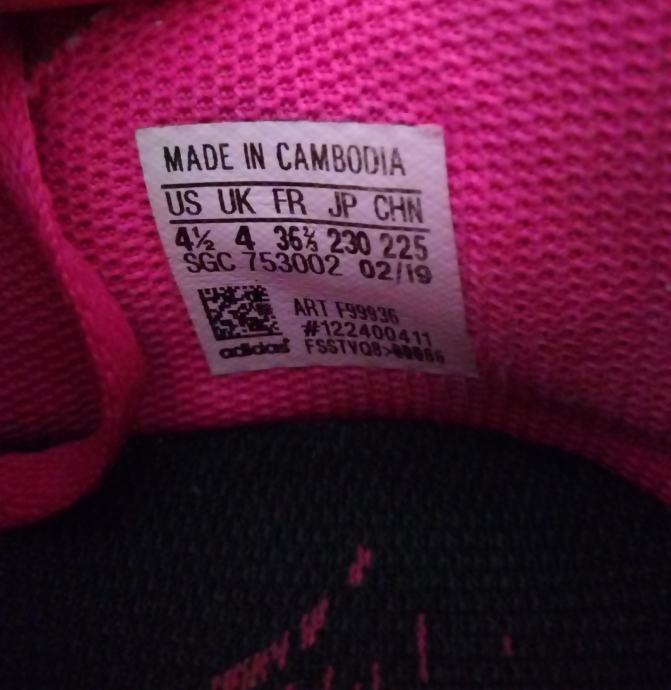 MADE IN CAMBODIA
US UK FR JP CHN
4½ 4 36⅔ 230 225
SGC 753002 02/19
ART F99936
#122400411
adidas